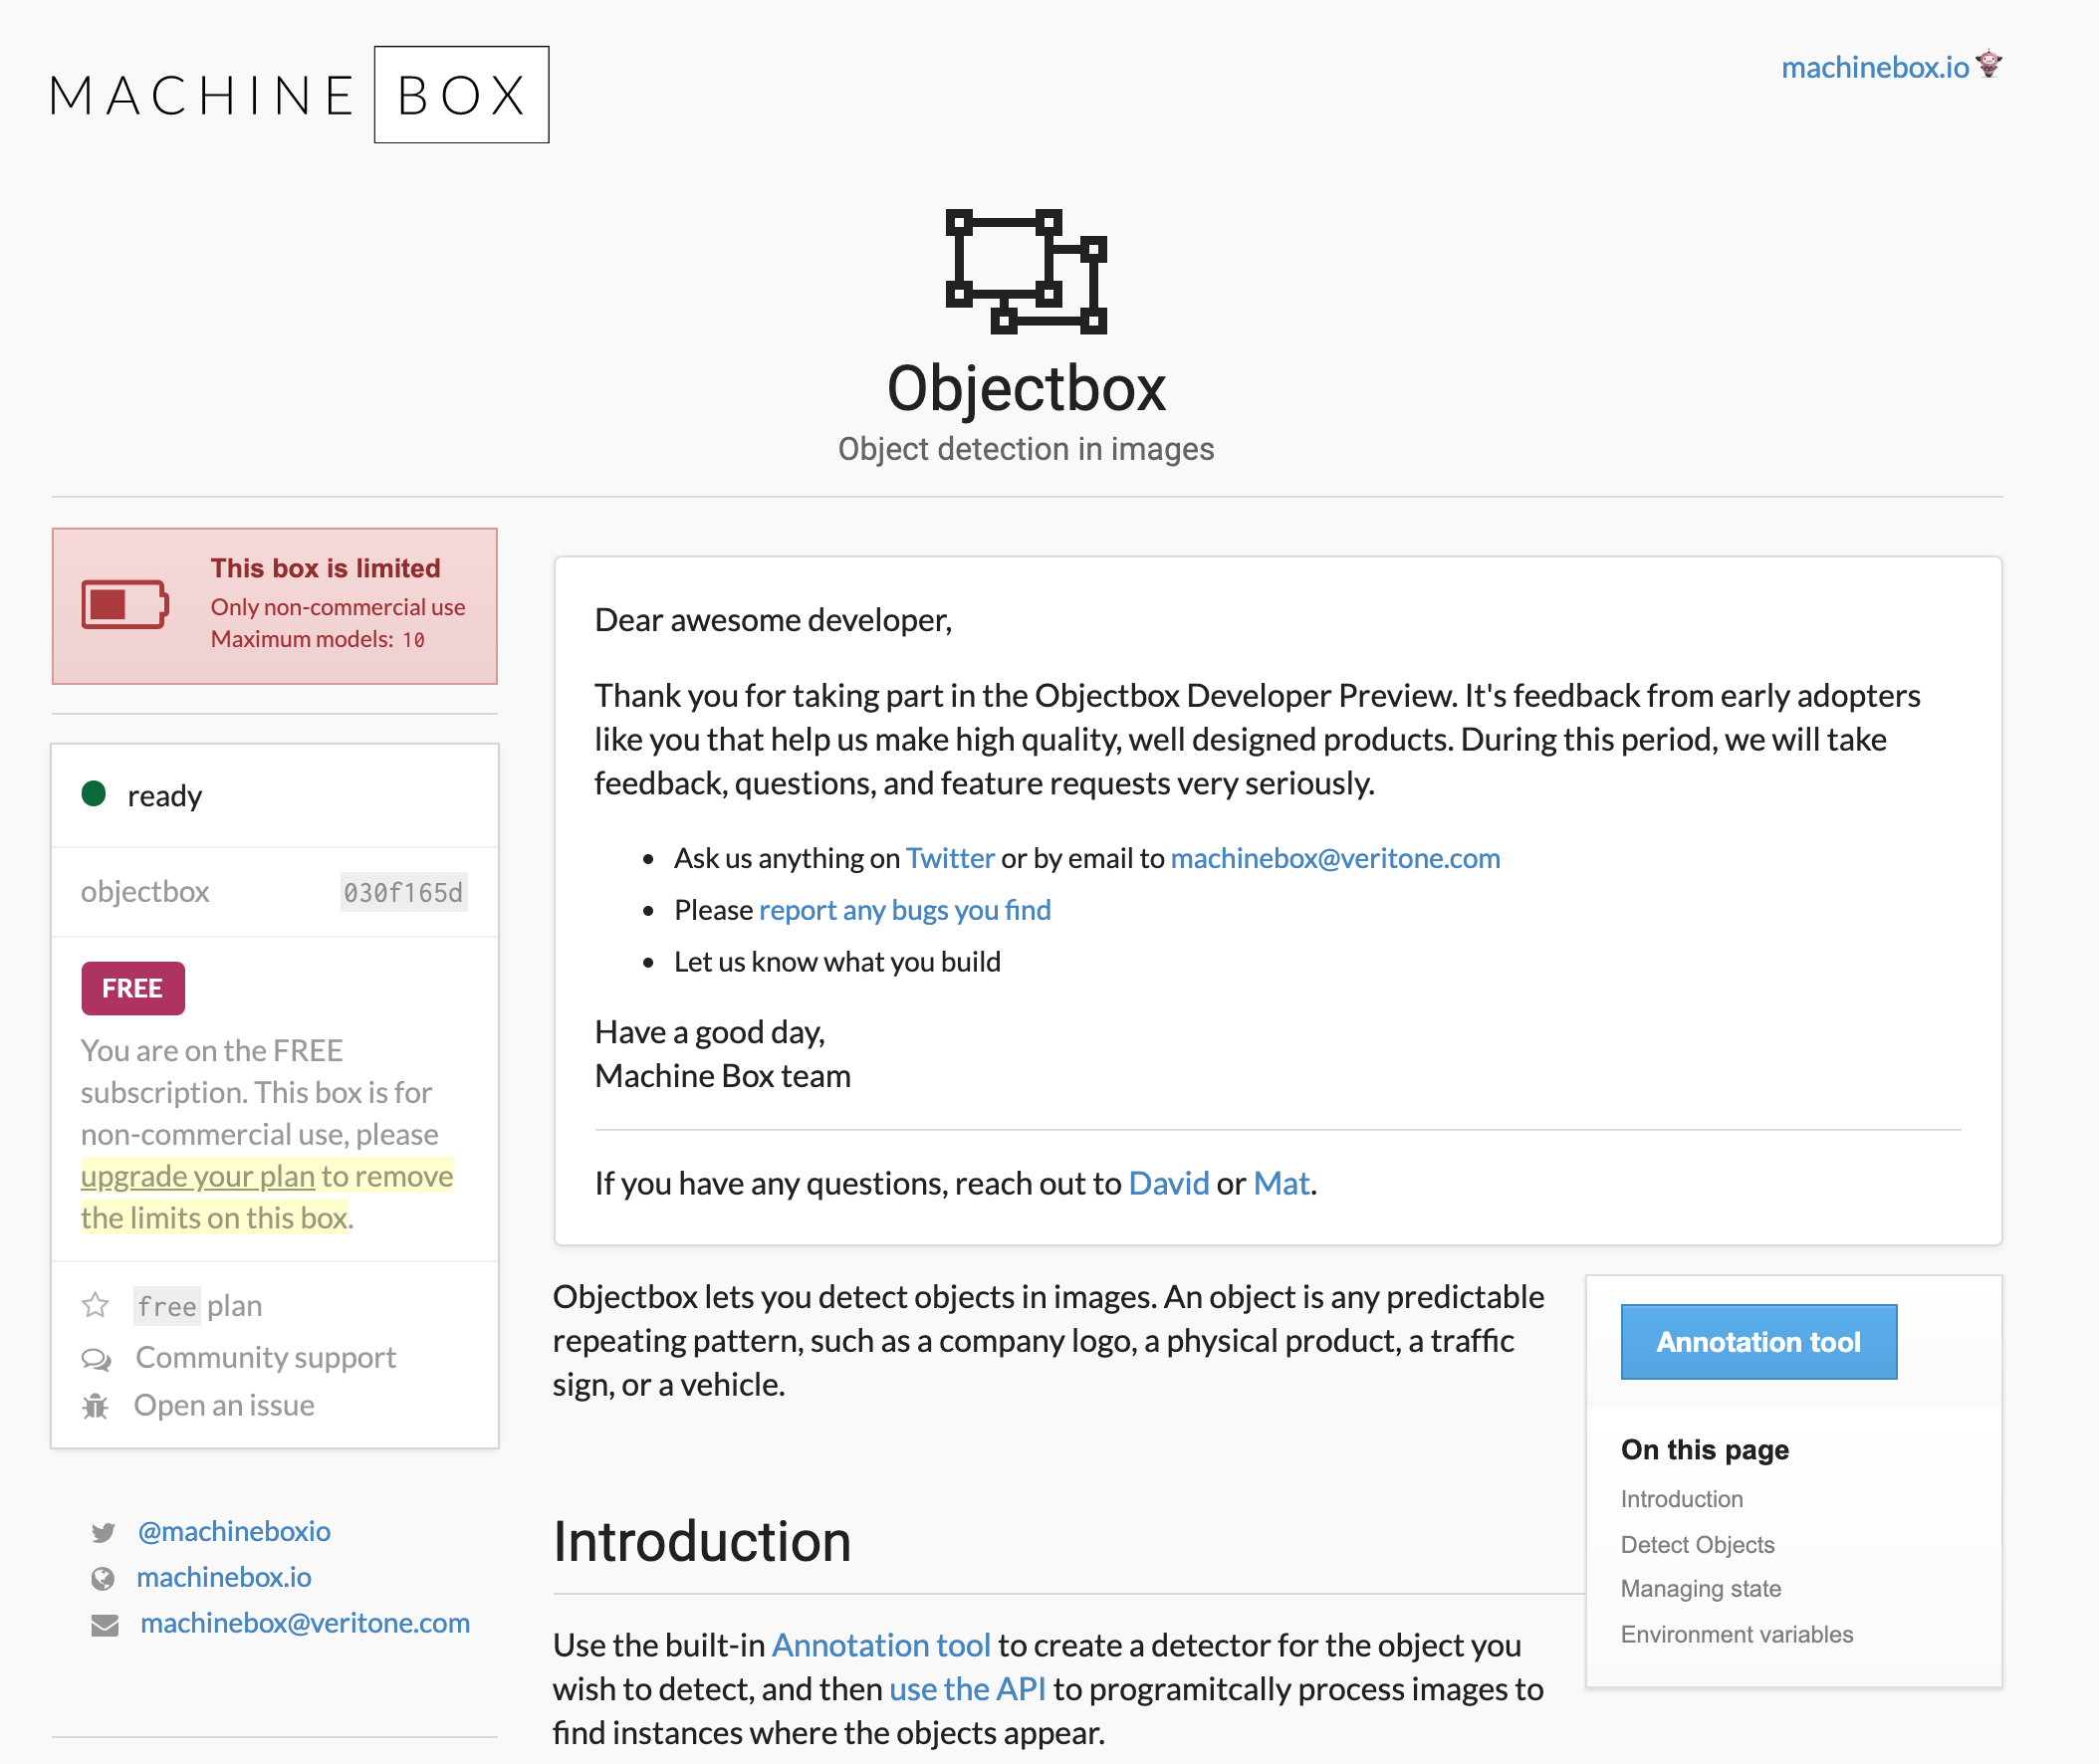 MACHINE BOX
machinebox.io
Objectbox
Object detection in images
This box is limited
Only non-commercial use
Maximum models: 10
ready
objectbox 030f165d
FREE
You are on the FREE
subscription. This box is for
non-commercial use, please
upgrade your plan to remove
the limits on this box.
free plan
Community support
Open an issue
@machineboxio
machinebox.io
machinebox@veritone.com
Dear awesome developer,
Thank you for taking part in the Objectbox Developer Preview. It's feedback from early adopters
like you that help us make high quality, well designed products. During this period, we will take
feedback, questions, and feature requests very seriously.
• Ask us anything on Twitter or by email to machinebox@veritone.com
• Please report any bugs you find
• Let us know what you build
Have a good day,
Machine Box team
If you have any questions, reach out to David or Mat.
Objectbox lets you detect objects in images. An object is any predictable
repeating pattern, such as a company logo, a physical product, a traffic
sign, or a vehicle.
Introduction
Use the built-in Annotation tool to create a detector for the object you
wish to detect, and then use the API to programitcally process images to
find instances where the objects appear.
Annotation tool
On this page
Introduction
Detect Objects
Managing state
Environment variables